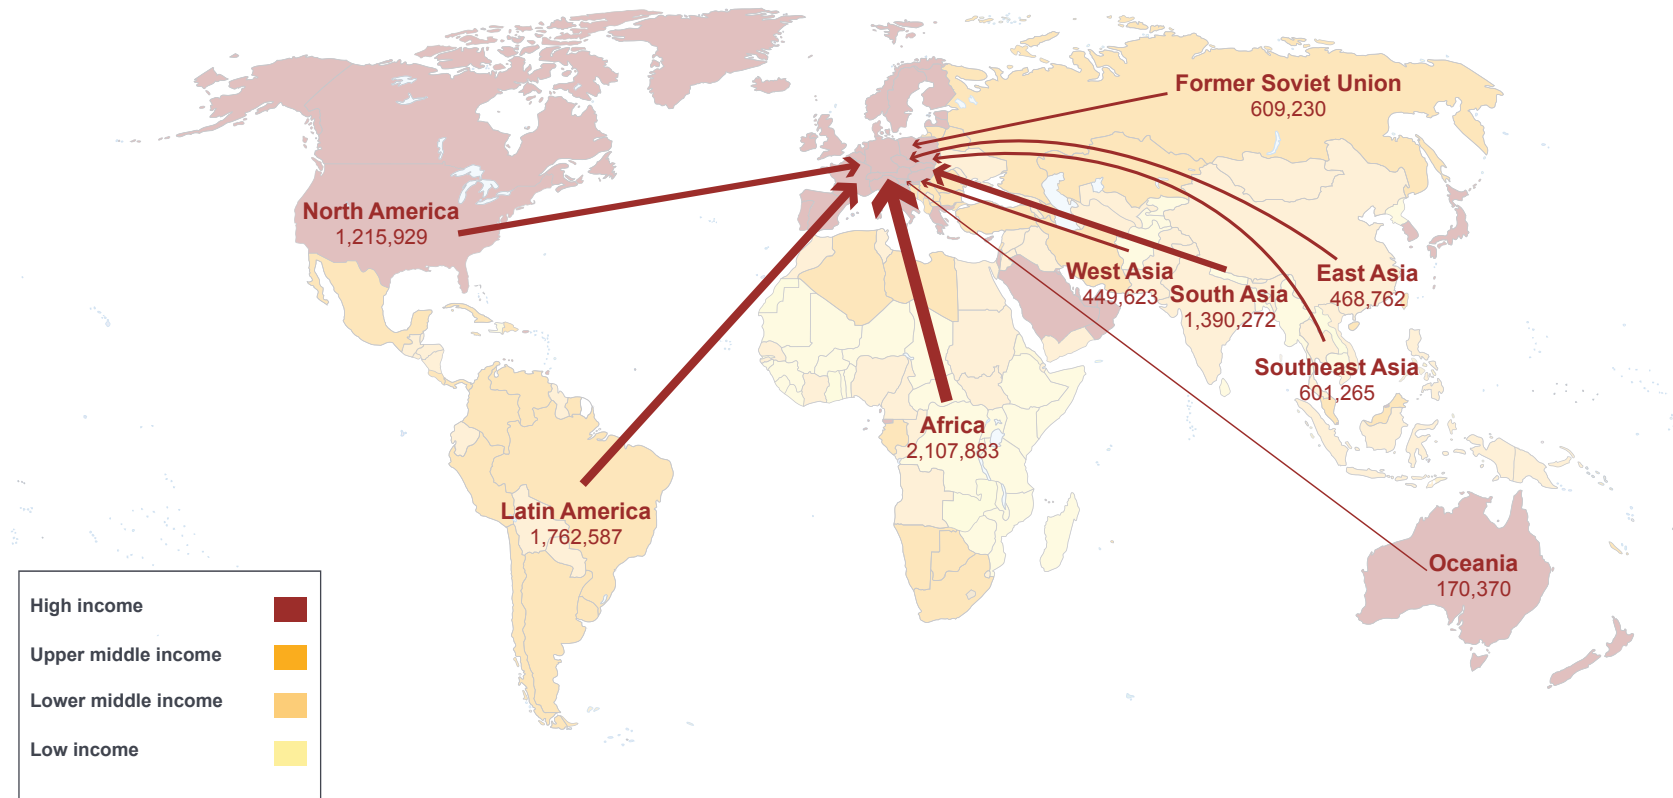 Former Soviet Union
609,230
North America
1,215,929
West Asia
449,623
South Asia
1,390,272
East Asia
468,762
Southeast Asia
601,265
Africa
2,107,883
Latin America
1,762,587
Oceania
170,370
High income
Upper middle income
Lower middle income
Low income